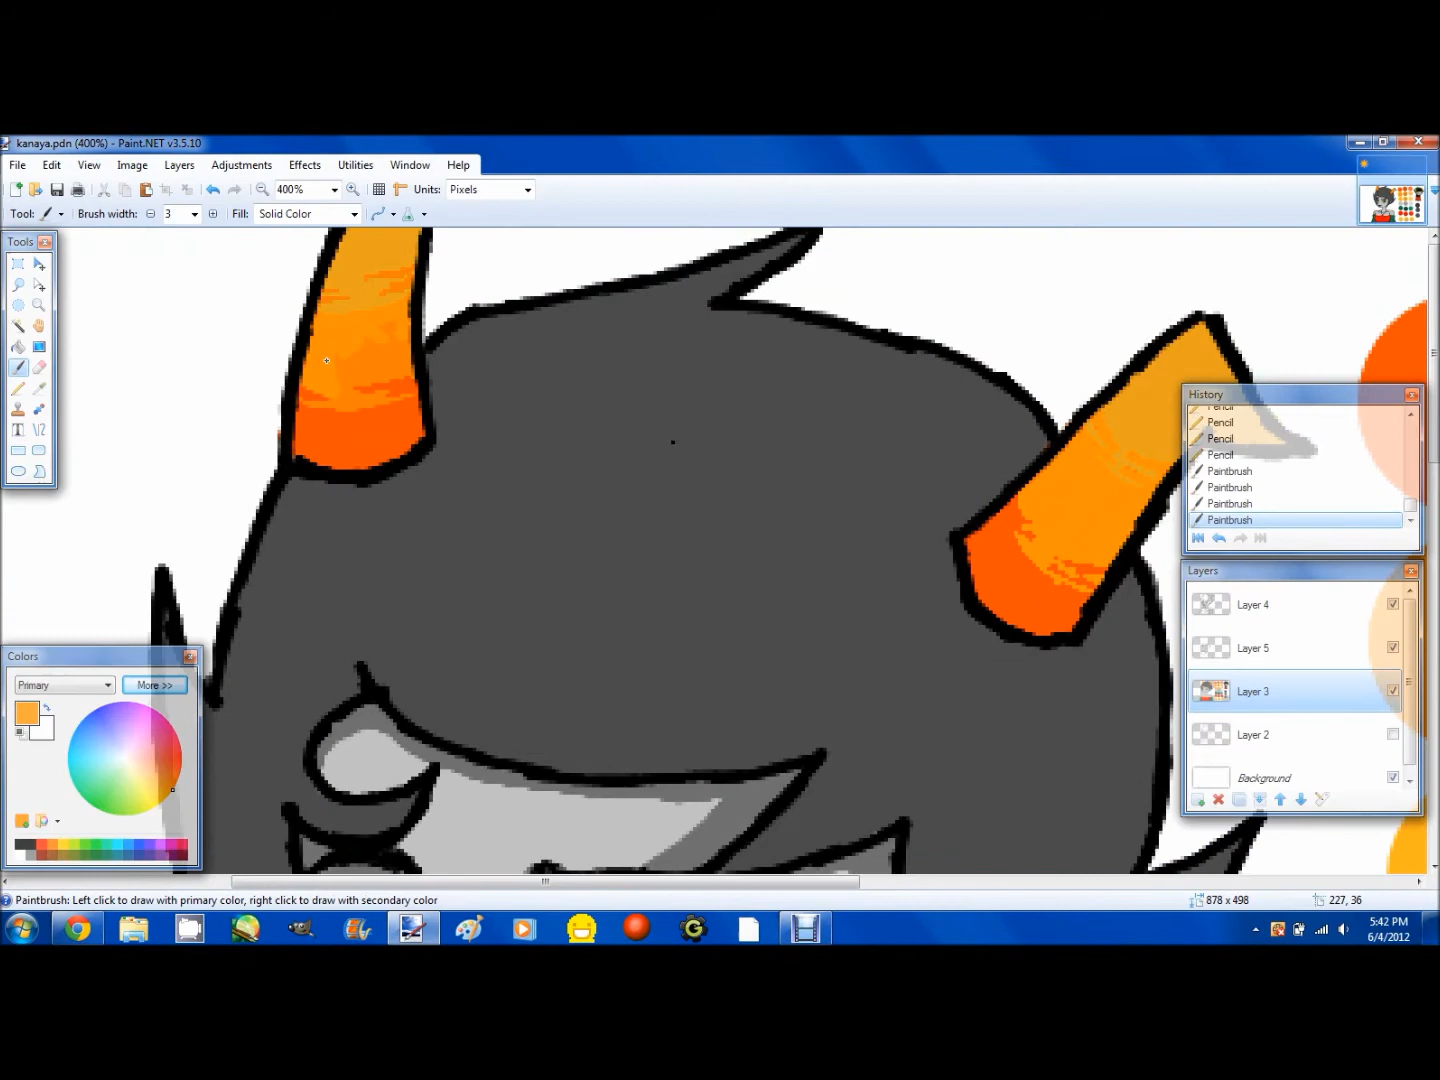 kanaya.pdn (400%) - Paint.NET v3.5.10
File Edit View Image Layers Adjustments Effects Utilities Window Help
400% Units: Pixels
Tool: Brush width: 3 Fill: Solid Color
Tools
History
Pencil
Pencil
Pencil
Pencil
Paintbrush
Paintbrush
Paintbrush
Paintbrush
Layers
Layer 4
Layer 5
Layer 3
Layer 2
Background
Colors
Primary More >>
Paintbrush: Left click to draw with primary color, right click to draw with secondary color
878 x 498
227, 36
5:42 PM
6/4/2012